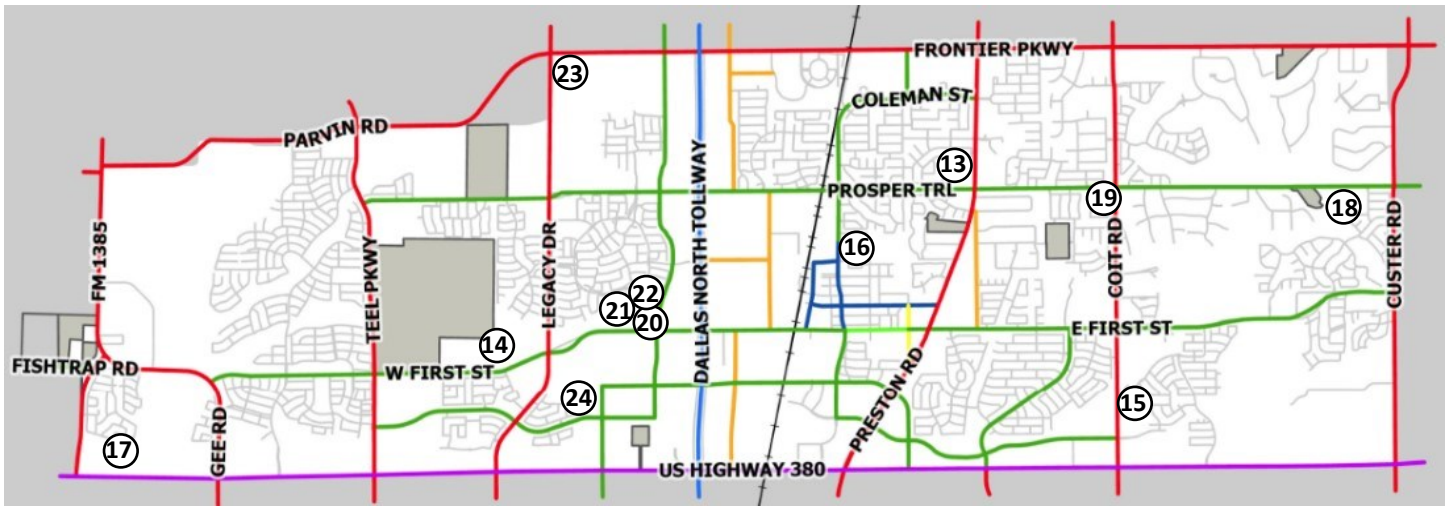 FRONTIER PKWY
23
COLEMAN ST
PARVIN RD
13
DALLAS NORTH TOLLWAY
PROSPER TRL
19
18
FM 1385
TEEL PKWY
LEGACY DR
16
COIT RD
CUSTER RD
22
21
20
E FIRST ST
14
FISHTRAP RD
W FIRST ST
24
PRESTON RD
15
17
GEE RD
US HIGHWAY 380